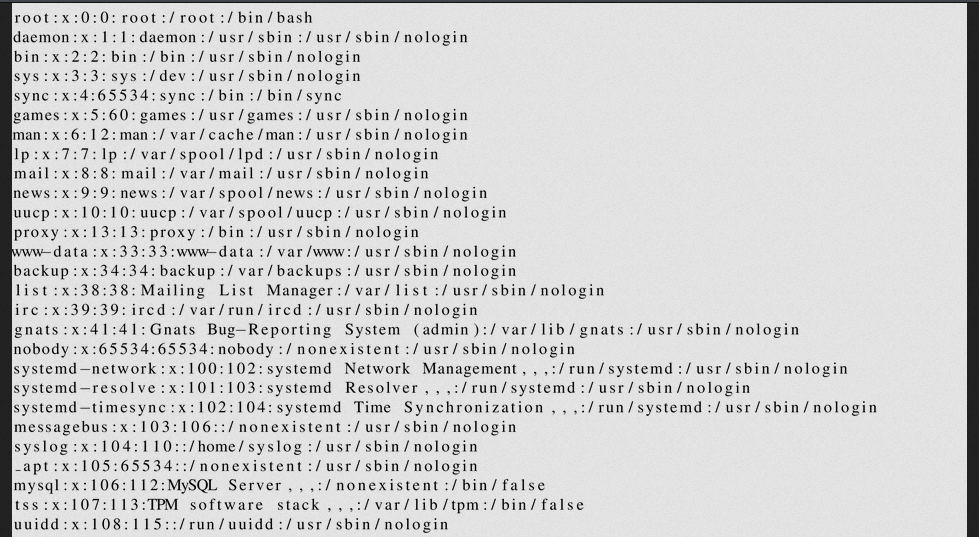 root:x:0:0:root:/root:/bin/bash
daemon:x:1:1:daemon:/usr/sbin:/usr/sbin/nologin
bin:x:2:2:bin:/bin:/usr/sbin/nologin
sys:x:3:3:sys:/dev:/usr/sbin/nologin
sync:x:4:65534:sync:/bin:/bin/sync
games:x:5:60:games:/usr/games:/usr/sbin/nologin
man:x:6:12:man:/var/cache/man:/usr/sbin/nologin
lp:x:7:7:lp:/var/spool/lpd:/usr/sbin/nologin
mail:x:8:8:mail:/var/mail:/usr/sbin/nologin
news:x:9:9:news:/var/spool/news:/usr/sbin/nologin
uucp:x:10:10:uucp:/var/spool/uucp:/usr/sbin/nologin
proxy:x:13:13:proxy:/bin:/usr/sbin/nologin
www-data:x:33:33:www-data:/var/www:/usr/sbin/nologin
backup:x:34:34:backup:/var/backups:/usr/sbin/nologin
list:x:38:38:Mailing List Manager:/var/list:/usr/sbin/nologin
irc:x:39:39:ircd:/var/run/ircd:/usr/sbin/nologin
gnats:x:41:41:Gnats Bug-Reporting System (admin):/var/lib/gnats:/usr/sbin/nologin
nobody:x:65534:65534:nobody:/nonexistent:/usr/sbin/nologin
systemd-network:x:100:102:systemd Network Management,,,:/run/systemd:/usr/sbin/nologin
systemd-resolve:x:101:103:systemd Resolver,,,:/run/systemd:/usr/sbin/nologin
systemd-timesync:x:102:104:systemd Time Synchronization,,,:/run/systemd:/usr/sbin/nologin
messagebus:x:103:106::/nonexistent:/usr/sbin/nologin
syslog:x:104:110::/home/syslog:/usr/sbin/nologin
_apt:x:105:65534::/nonexistent:/usr/sbin/nologin
mysql:x:106:112:MySQL Server,,,:/nonexistent:/bin/false
tss:x:107:113:TPM software stack,,,:/var/lib/tpm:/bin/false
uuidd:x:108:115::/run/uuidd:/usr/sbin/nologin